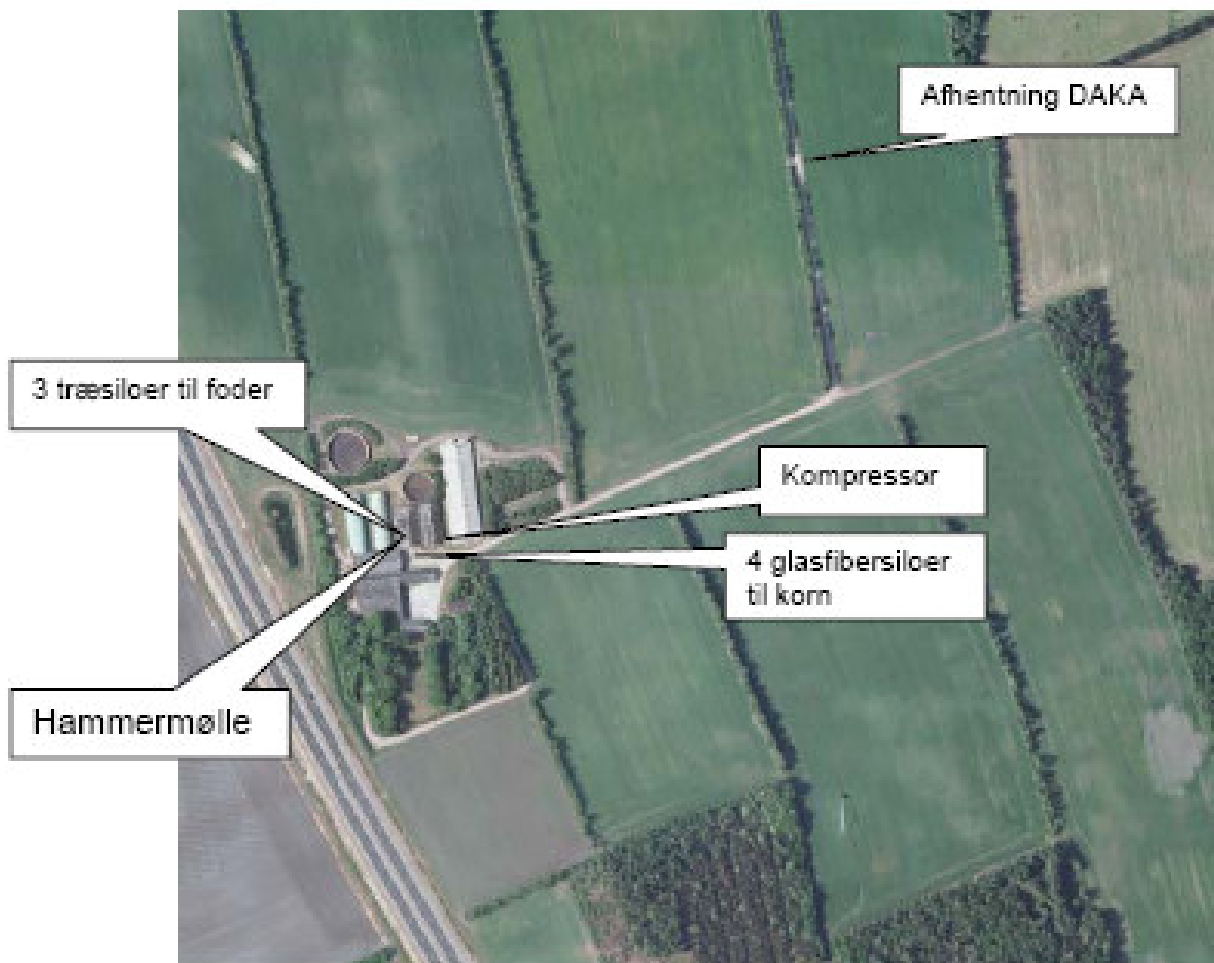 Afhentning DAKA
3 træsiloer til foder
Kompressor
4 glasfibersiloer
til korn
Hammermølle